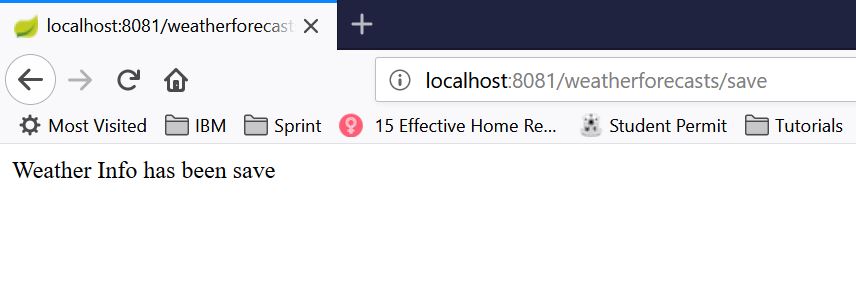 localhost:8081/weatherforecast
localhost:8081/weatherforecasts/save
Most Visited IBM Sprint 15 Effective Home Re... Student Permit Tutorials
Weather Info has been save